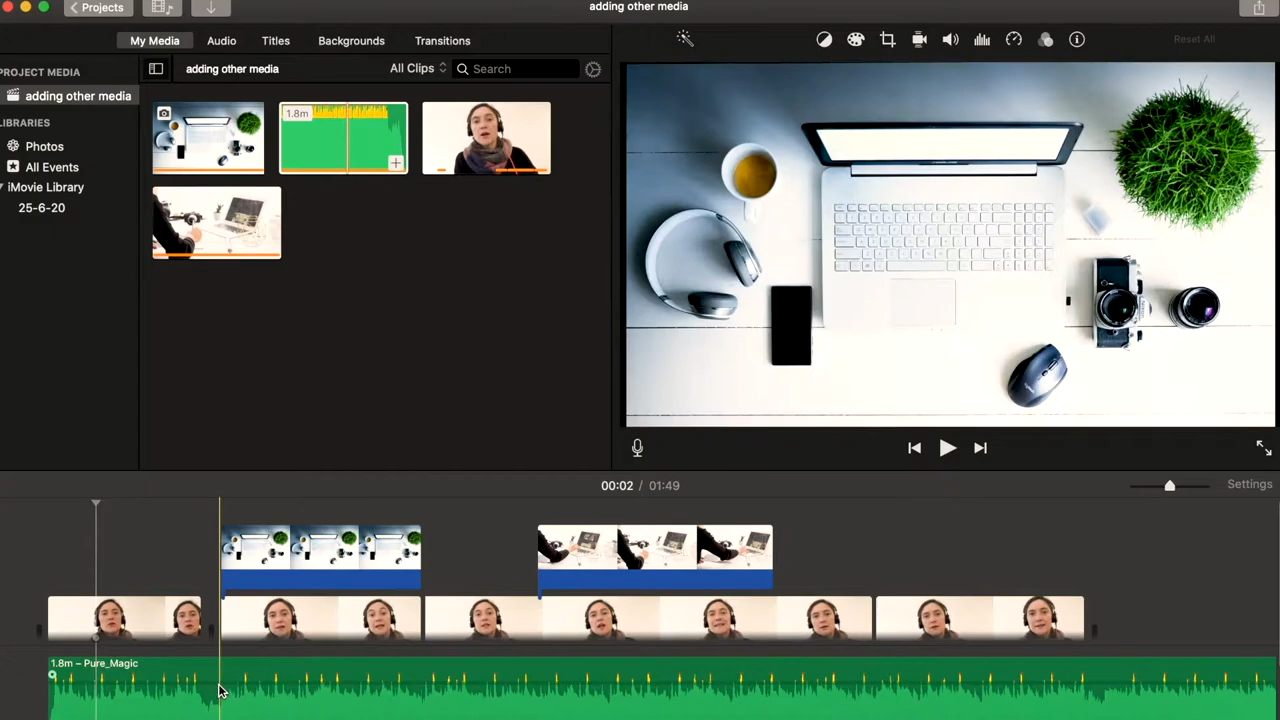 Projects
adding other media
My Media
Audio
Titles
Backgrounds
Transitions
Reset All
PROJECT MEDIA
adding other media
All Clips
Search
adding other media
LIBRARIES
Photos
All Events
iMovie Library
25-6-20
1.8m
00:02 / 01:49
Settings
1.8m – Pure_Magic